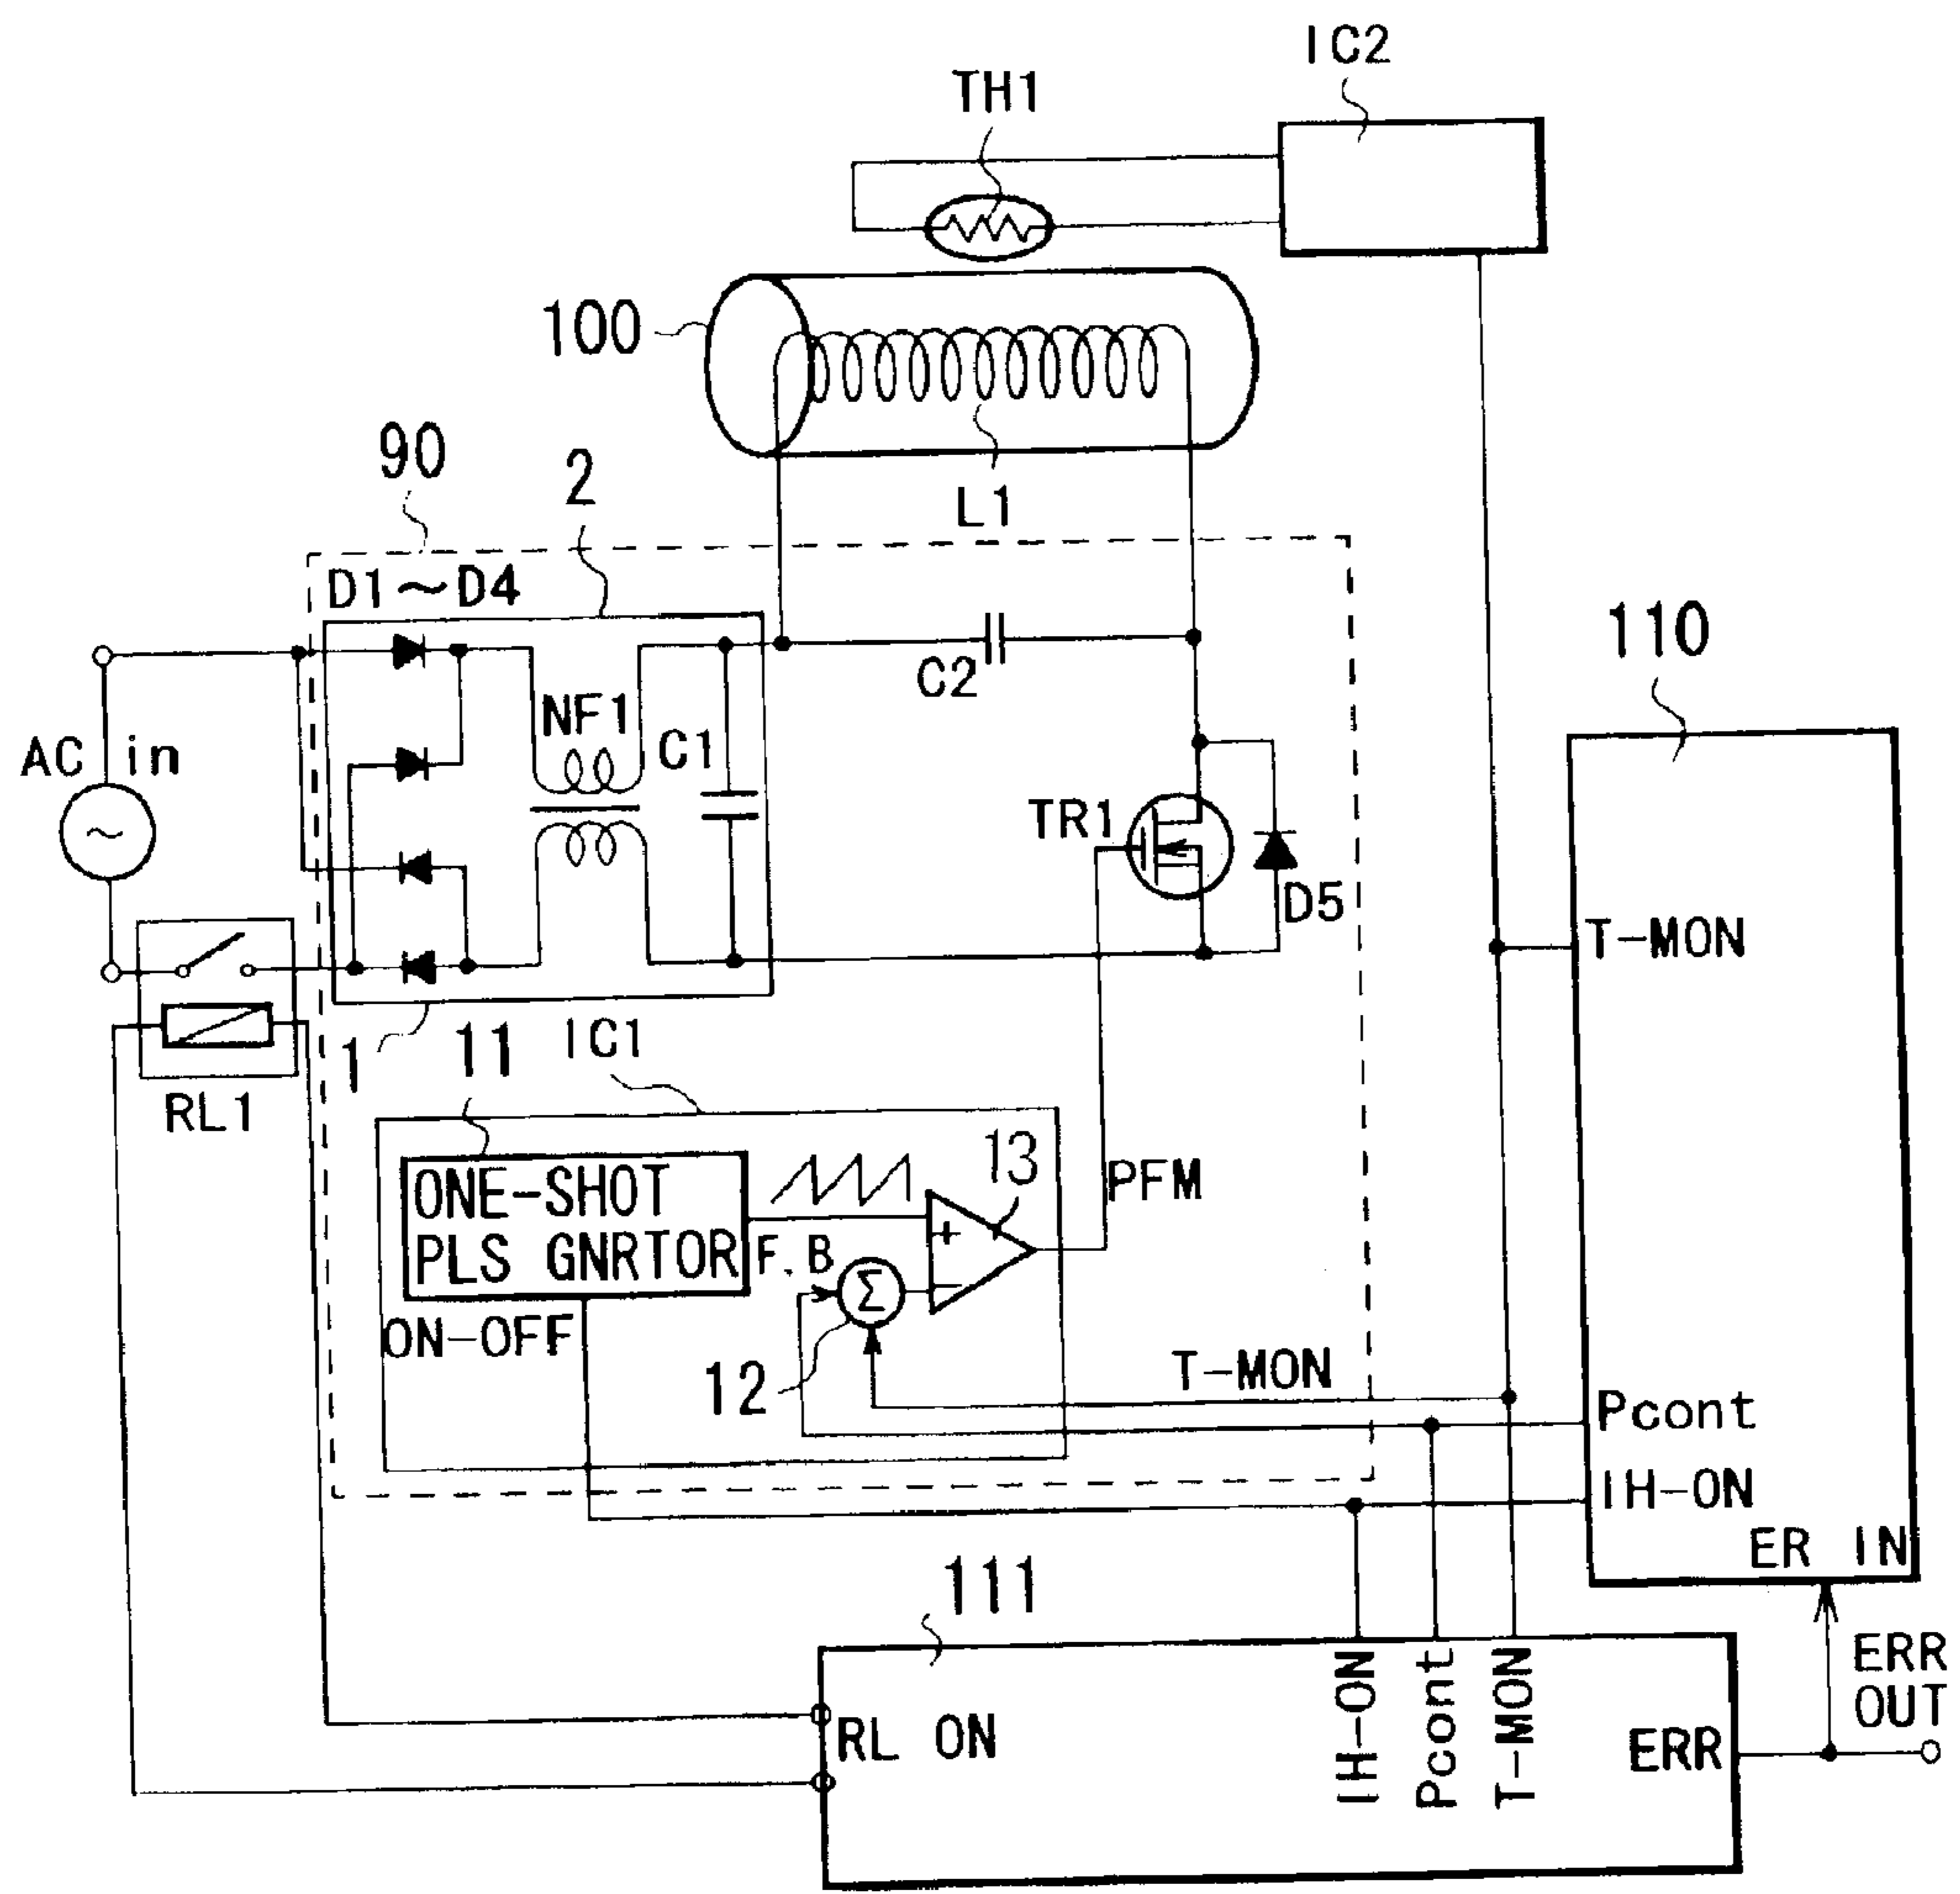 IC2
TH1
100
L1
90
2
D1~D4
NF1
C1
C2
AC in
~
TR1
D5
110
T-MON
RL1
1
11
IC1
ONE-SHOT
PLS GNRTOR
13
PFM
F.B
Σ
+
−
ON-OFF
12
T-MON
Pcont
IH-ON
ER IN
111
RL ON
IH-ON
Pcont
T-MON
ERR
ERR
OUT